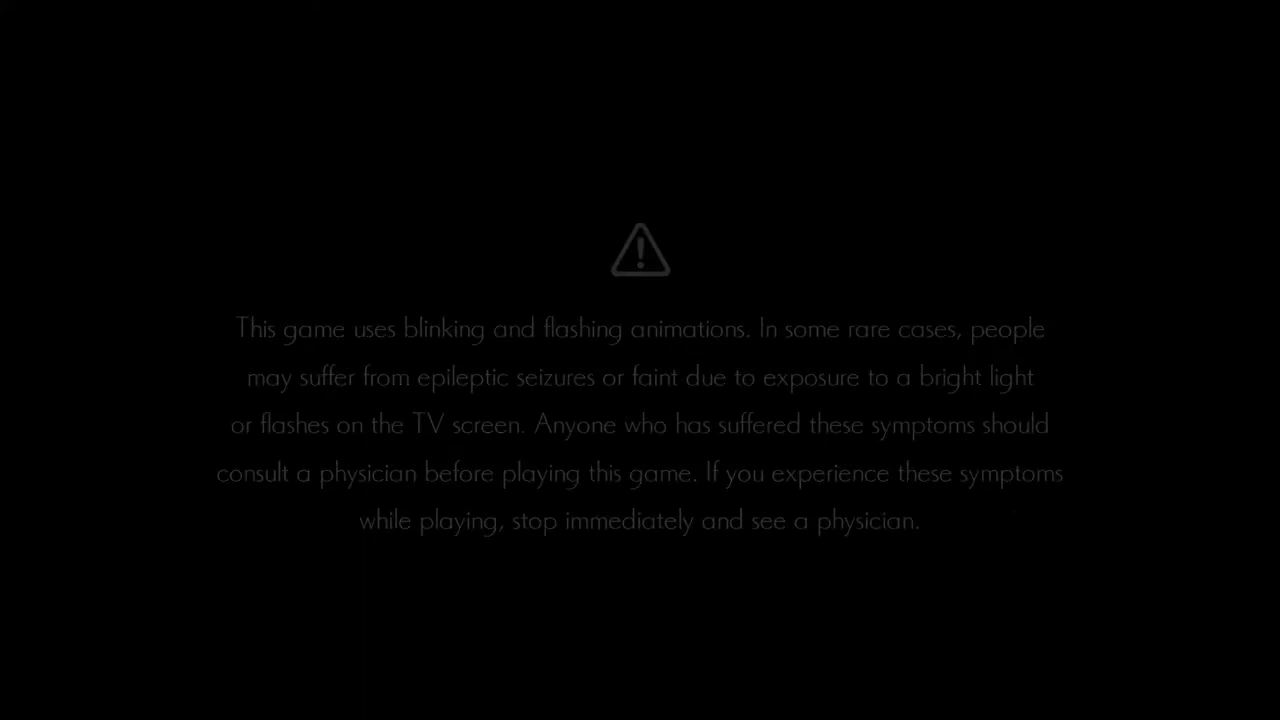 This game uses blinking and flashing animations. In some rare cases, people
may suffer from epileptic seizures or faint due to exposure to a bright light
or flashes on the TV screen. Anyone who has suffered these symptoms should
consult a physician before playing this game. If you experience these symptoms
while playing, stop immediately and see a physician.